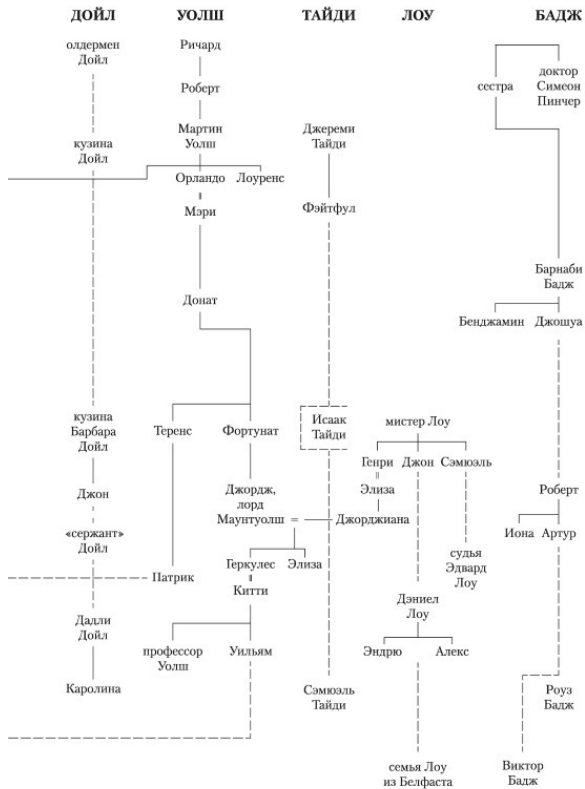 ДОЙЛ УОЛШ ТАЙДИ ЛОУ БАДЖ
олдермен
Дойл
Ричард
сестра
доктор
Симеон
Пинчер
Роберт
кузина
Дойл
Мартин
Уолш
Джереми
Тайди
Орландо Лоуренс
Мэри
Фэйтфул
Барнаби
Бадж
Донат
Бенджамин Джошуа
кузина
Барбара
Дойл
Теренс Фортунат
Исаак
Тайди
мистер Лоу
Генри Джон Сэмюэль
Элиза
Роберт
Джон
Джордж,
лорд
Маунтуолш = Джорджиана
Иона Артур
«сержант»
Дойл
судья
Эдвард
Лоу
Патрик
Геркулес Элиза
Китти
Дэниел
Лоу
Дадли
Дойл
профессор
Уолш
Уильям
Эндрю Алекс
Каролина
Сэмюэль
Тайди
Роуз
Бадж
семья Лоу
из Белфаста
Виктор
Бадж